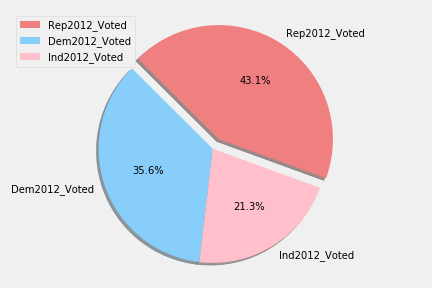 Rep2012_Voted
Dem2012_Voted
Ind2012_Voted
Rep2012_Voted
43.1%
35.6%
Dem2012_Voted
21.3%
Ind2012_Voted